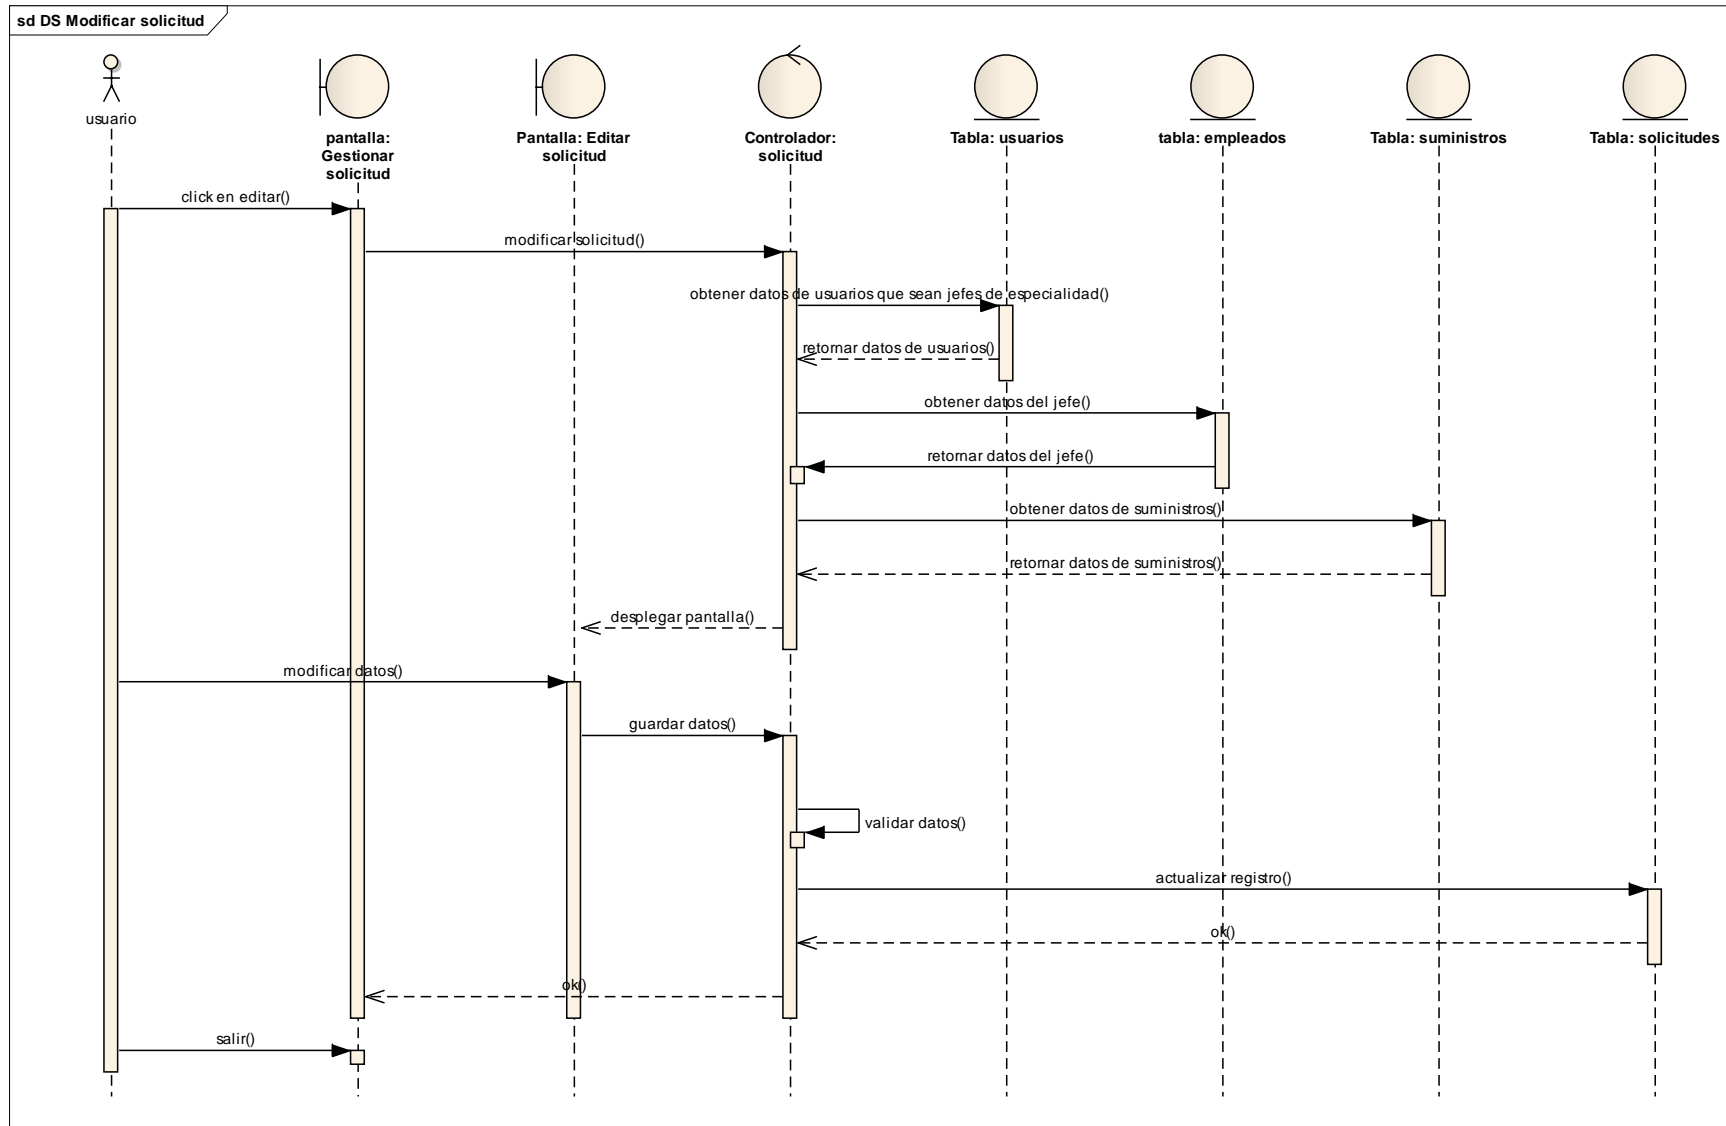 sd DS Modificar solicitud
usuario
pantalla:
Gestionar
solicitud
Pantalla: Editar
solicitud
Controlador:
solicitud
Tabla: usuarios
tabla: empleados
Tabla: suministros
Tabla: solicitudes
click en editar()
modificar solicitud()
obtener datos de usuarios que sean jefes de especialidad()
retornar datos de usuarios()
obtener datos del jefe()
retornar datos del jefe()
obtener datos de suministros()
retornar datos de suministros()
desplegar pantalla()
modificar datos()
guardar datos()
validar datos()
actualizar registro()
ok()
ok()
salir()